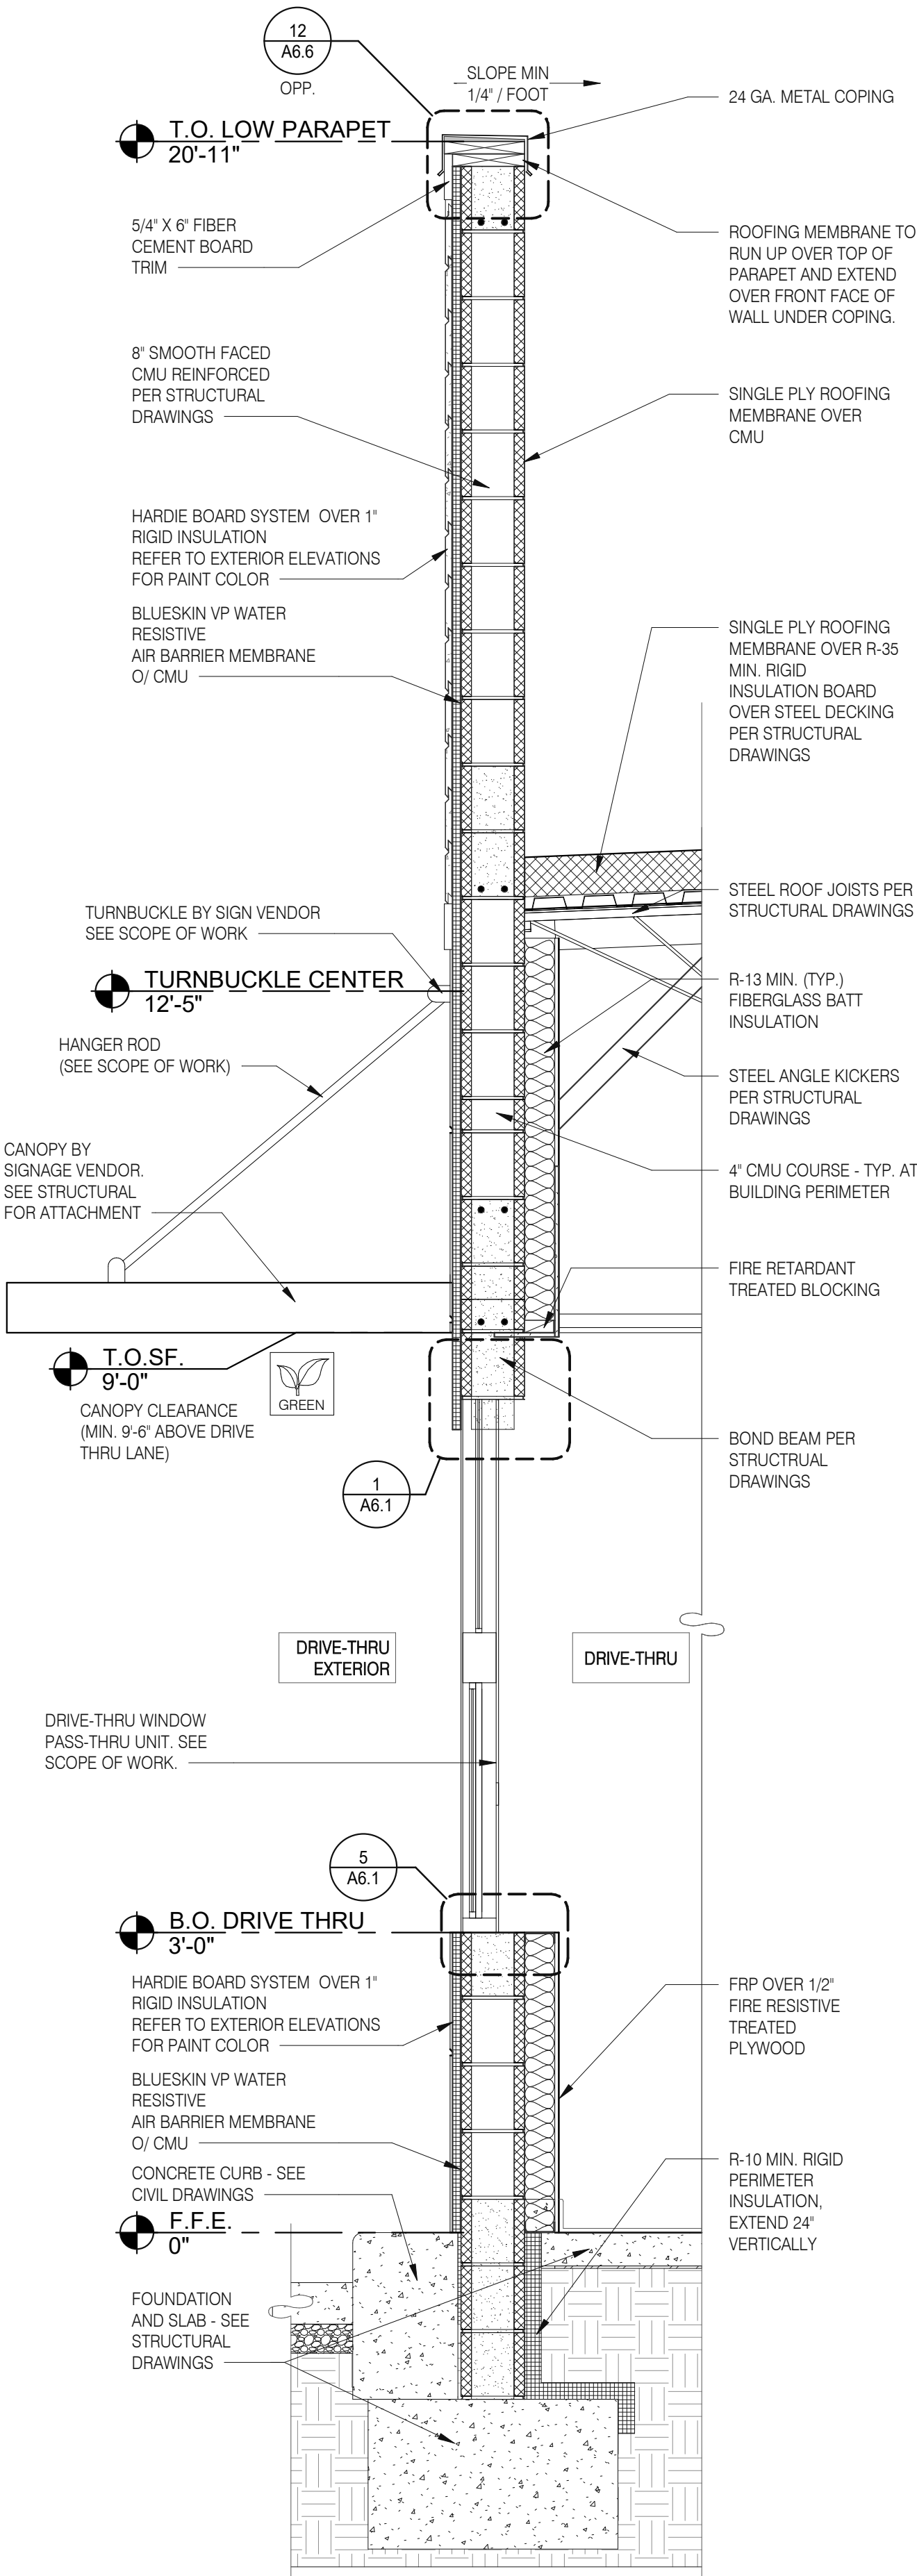 12
A6.6
OPP.
SLOPE MIN
1/4" / FOOT
24 GA. METAL COPING
T.O. LOW PARAPET
20'-11"
5/4" X 6" FIBER
CEMENT BOARD
TRIM
ROOFING MEMBRANE TO
RUN UP OVER TOP OF
PARAPET AND EXTEND
OVER FRONT FACE OF
WALL UNDER COPING.
8" SMOOTH FACED
CMU REINFORCED
PER STRUCTURAL
DRAWINGS
SINGLE PLY ROOFING
MEMBRANE OVER
CMU
HARDIE BOARD SYSTEM OVER 1"
RIGID INSULATION
REFER TO EXTERIOR ELEVATIONS
FOR PAINT COLOR
BLUESKIN VP WATER
RESISTIVE
AIR BARRIER MEMBRANE
O/ CMU
SINGLE PLY ROOFING
MEMBRANE OVER R-35
MIN. RIGID
INSULATION BOARD
OVER STEEL DECKING
PER STRUCTURAL
DRAWINGS
STEEL ROOF JOISTS PER
STRUCTURAL DRAWINGS
TURNBUCKLE BY SIGN VENDOR
SEE SCOPE OF WORK
TURNBUCKLE CENTER
12'-5"
R-13 MIN. (TYP.)
FIBERGLASS BATT
INSULATION
HANGER ROD
(SEE SCOPE OF WORK)
STEEL ANGLE KICKERS
PER STRUCTURAL
DRAWINGS
CANOPY BY
SIGNAGE VENDOR.
SEE STRUCTURAL
FOR ATTACHMENT
4" CMU COURSE - TYP. AT
BUILDING PERIMETER
FIRE RETARDANT
TREATED BLOCKING
T.O.SF.
9'-0"
GREEN
CANOPY CLEARANCE
(MIN. 9'-6" ABOVE DRIVE
THRU LANE)
BOND BEAM PER
STRUCTRUAL
DRAWINGS
1
A6.1
DRIVE-THRU
EXTERIOR
DRIVE-THRU
DRIVE-THRU WINDOW
PASS-THRU UNIT. SEE
SCOPE OF WORK.
5
A6.1
B.O. DRIVE THRU
3'-0"
HARDIE BOARD SYSTEM OVER 1"
RIGID INSULATION
REFER TO EXTERIOR ELEVATIONS
FOR PAINT COLOR
FRP OVER 1/2"
FIRE RESISTIVE
TREATED
PLYWOOD
BLUESKIN VP WATER
RESISTIVE
AIR BARRIER MEMBRANE
O/ CMU
CONCRETE CURB - SEE
CIVIL DRAWINGS
R-10 MIN. RIGID
PERIMETER
INSULATION,
EXTEND 24"
VERTICALLY
F.F.E.
0"
FOUNDATION
AND SLAB - SEE
STRUCTURAL
DRAWINGS